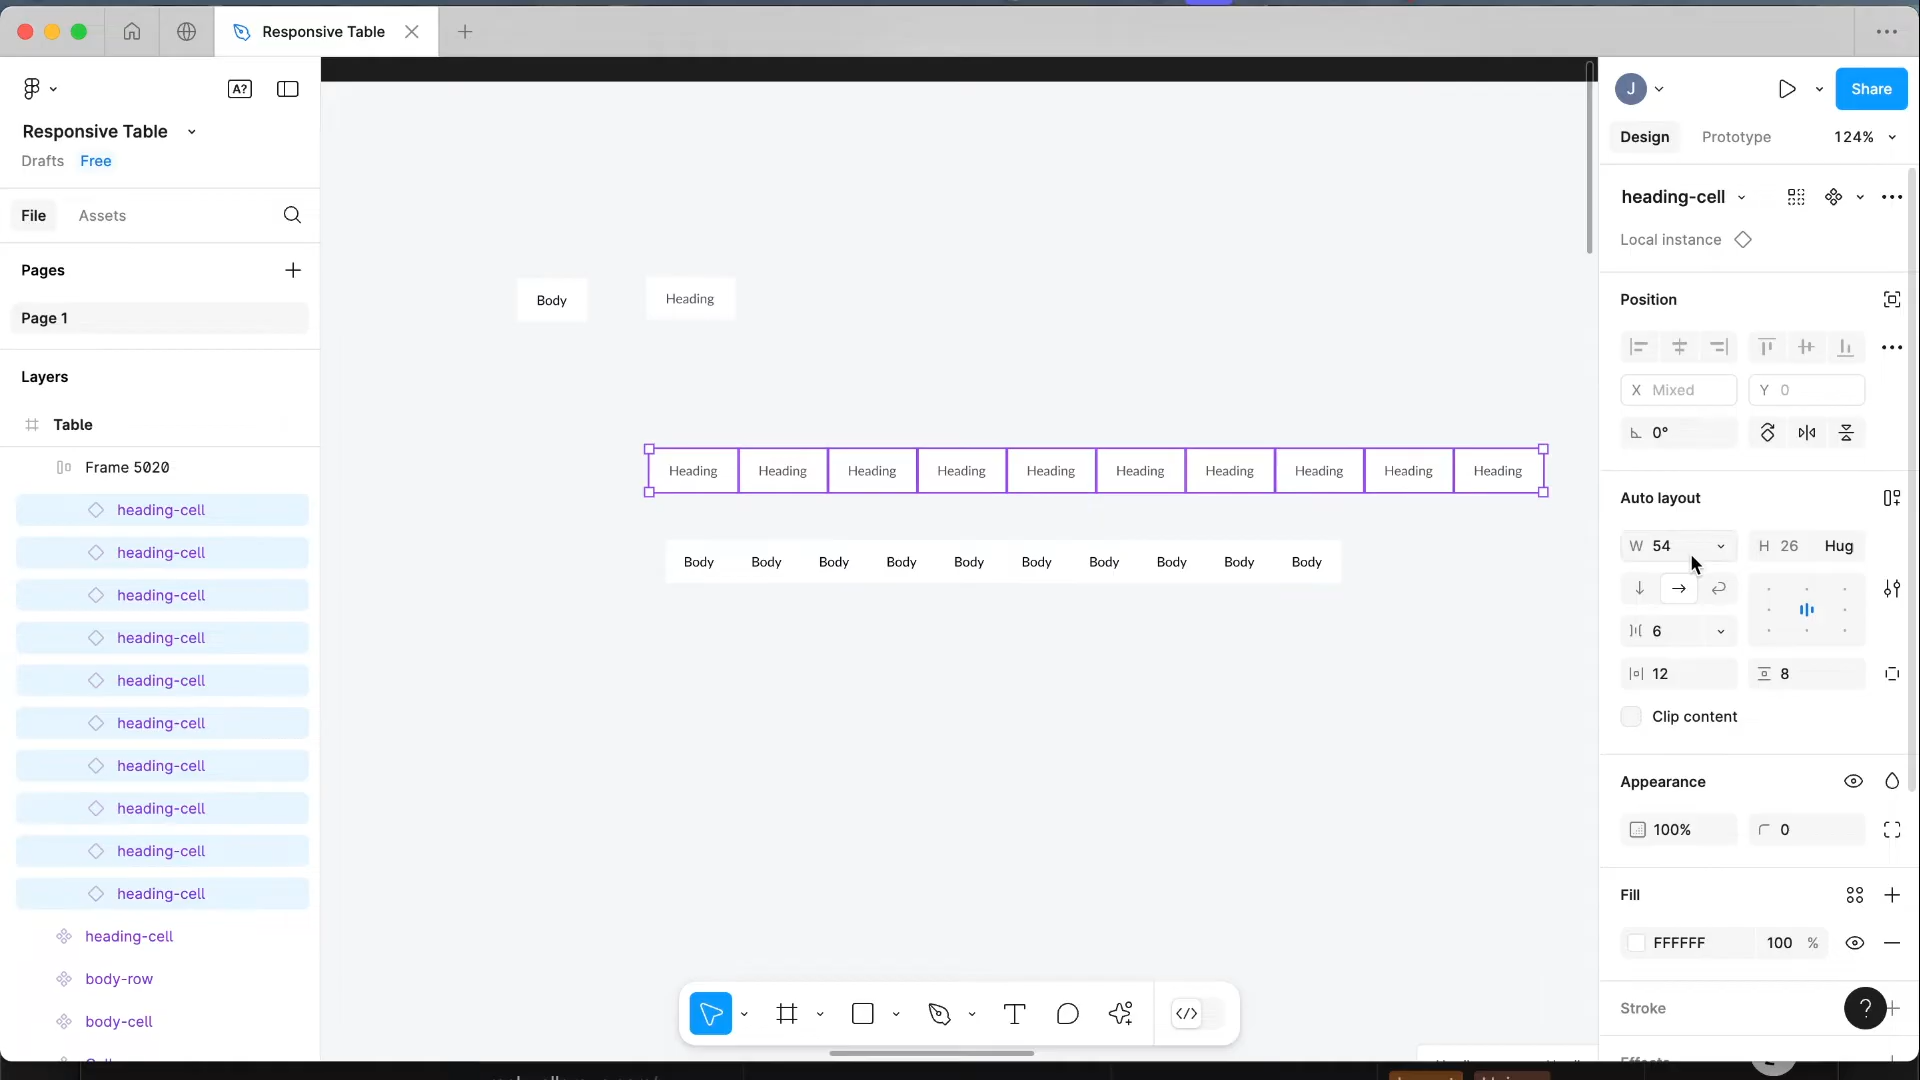 Responsive Table
A?
Responsive Table
Drafts Free
File Assets
Pages
Page 1
Layers
Table
Frame 5020
heading-cell
heading-cell
heading-cell
heading-cell
heading-cell
heading-cell
heading-cell
heading-cell
heading-cell
heading-cell
heading-cell
body-row
body-cell
Body Heading
Heading Heading Heading Heading Heading Heading Heading Heading Heading Heading
Body Body Body Body Body Body Body Body Body Body
J Share
Design Prototype 124%
heading-cell
Local instance
Position
X Mixed Y 0
0°
Auto layout
W 54 H 26 Hug
6
12 8
Clip content
Appearance
100% 0
Fill
FFFFFF 100 %
Stroke
?
Effects